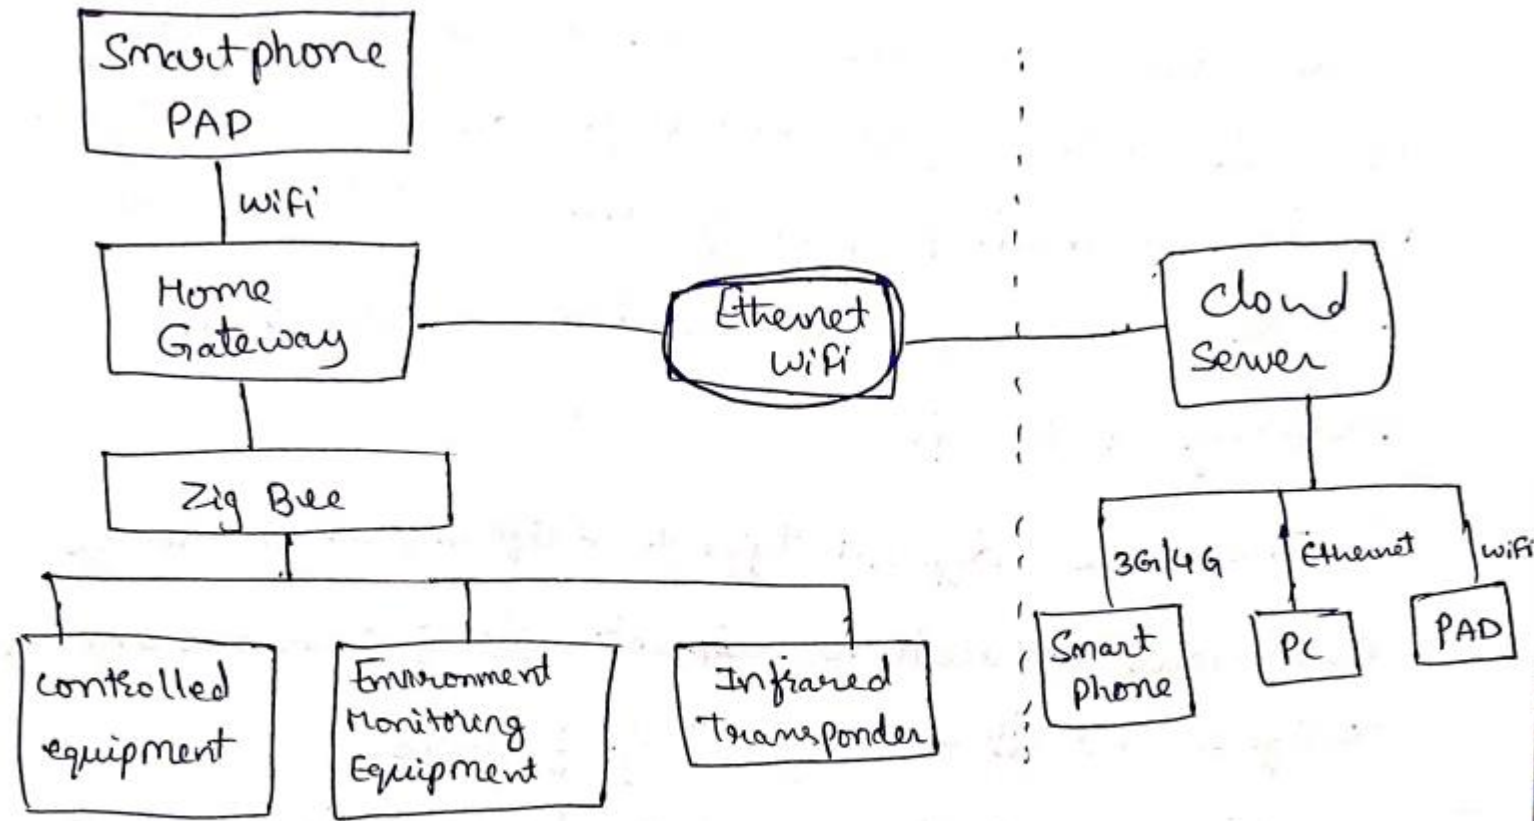 Smartphone
PAD
WiFi
Home
Gateway
Ethernet
WiFi
Cloud
Server
Zig Bee
3G/4G
Ethernet
WiFi
Smart
phone
PC
PAD
controlled
equipment
Environment
Monitoring
Equipment
Infrared
Transponder